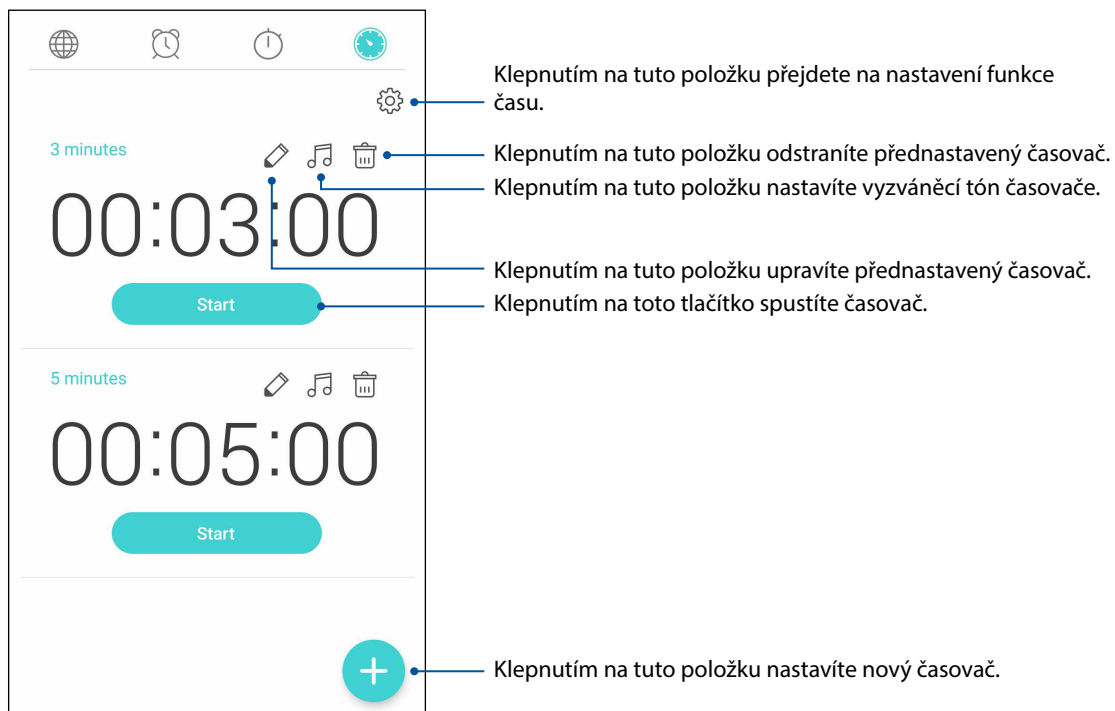 Klepnutím na tuto položku přejdete na nastavení funkce
času.
3 minutes
Klepnutím na tuto položku odstraníte přednastavený časovač.
Klepnutím na tuto položku nastavíte vyzváněcí tón časovače.
00:03:00
Klepnutím na tuto položku upravíte přednastavený časovač.
Start
Klepnutím na toto tlačítko spustíte časovač.
5 minutes
00:05:00
Start
Klepnutím na tuto položku nastavíte nový časovač.